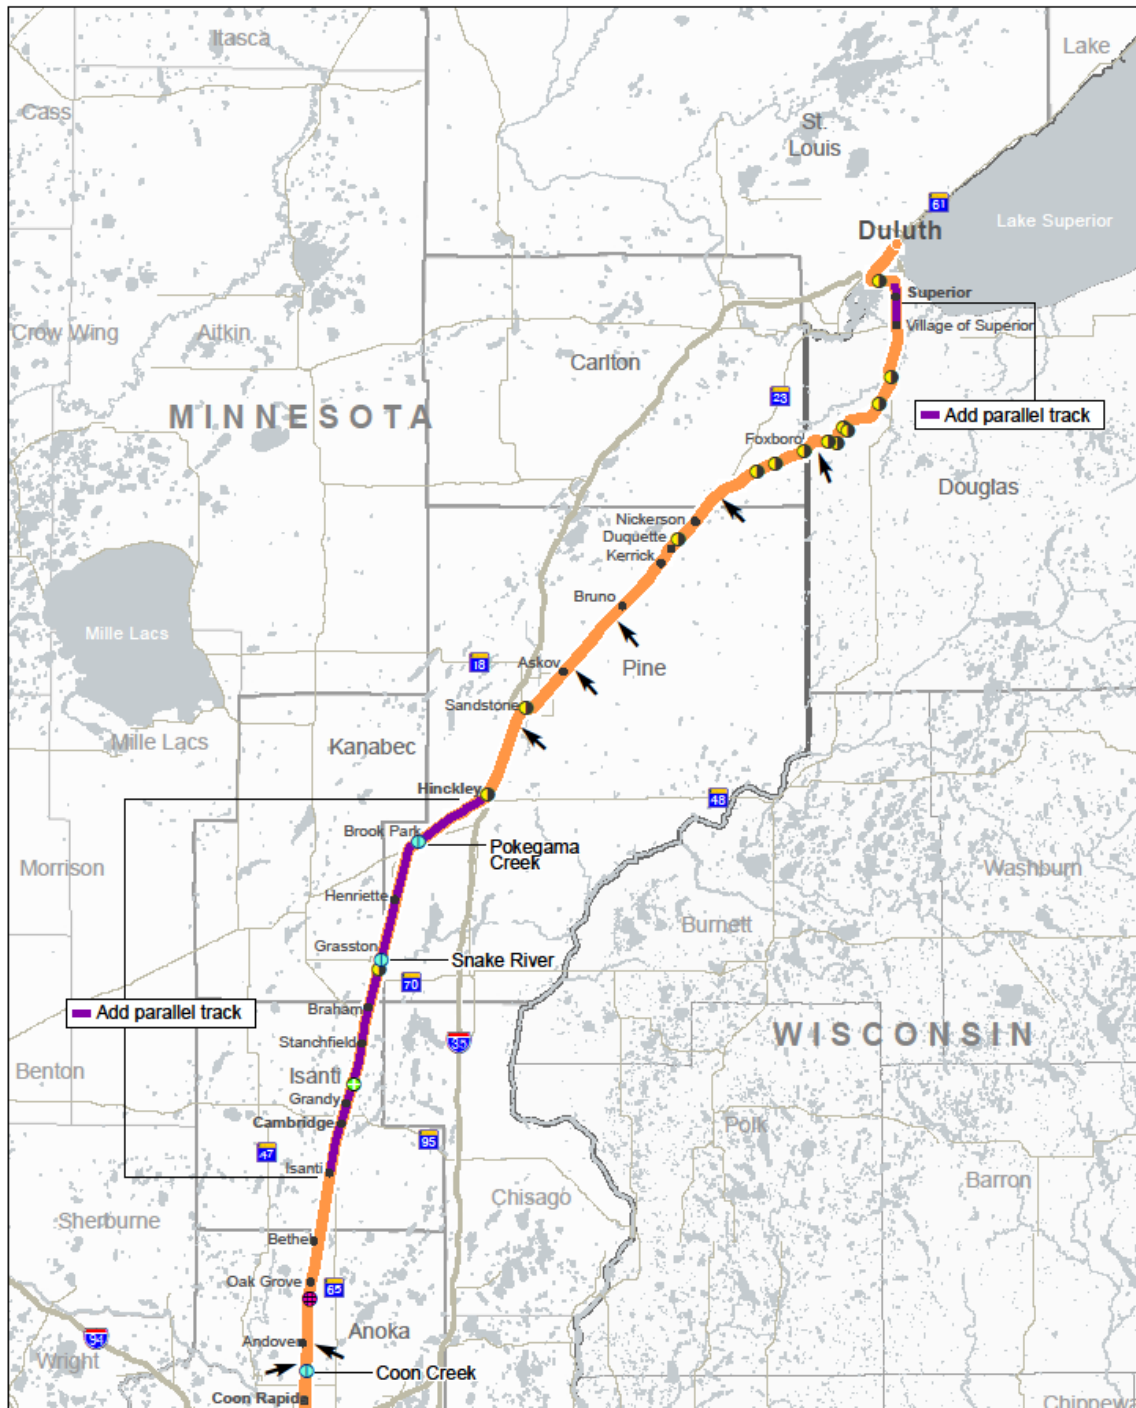 Itasca
Lake
Cass
St.
Louis
61
Lake Superior
Duluth
Superior
Village of Superior
Crow Wing
Aitkin
Carlton
23
MINNESOTA
Add parallel track
Foxboro
Douglas
Nickerson
Duquette
Kerrick
Bruno
Mille Lacs
18
Askov
Pine
Sandstone
Mille Lacs
Kanabec
Hinckley
48
Brook Park
Pokegama
Creek
Morrison
Washburn
Henriette
Burnett
Grasston
Snake River
70
Braham
Add parallel track
WISCONSIN
Stanchfield
35
Benton
Isanti
Grandy
Cambridge
Polk
95
47
Isanti
Barron
Chisago
Sherburne
Bethel
Oak Grove
65
Anoka
94
Andover
Wright
Coon Creek
Coon Rapids
Chippewa